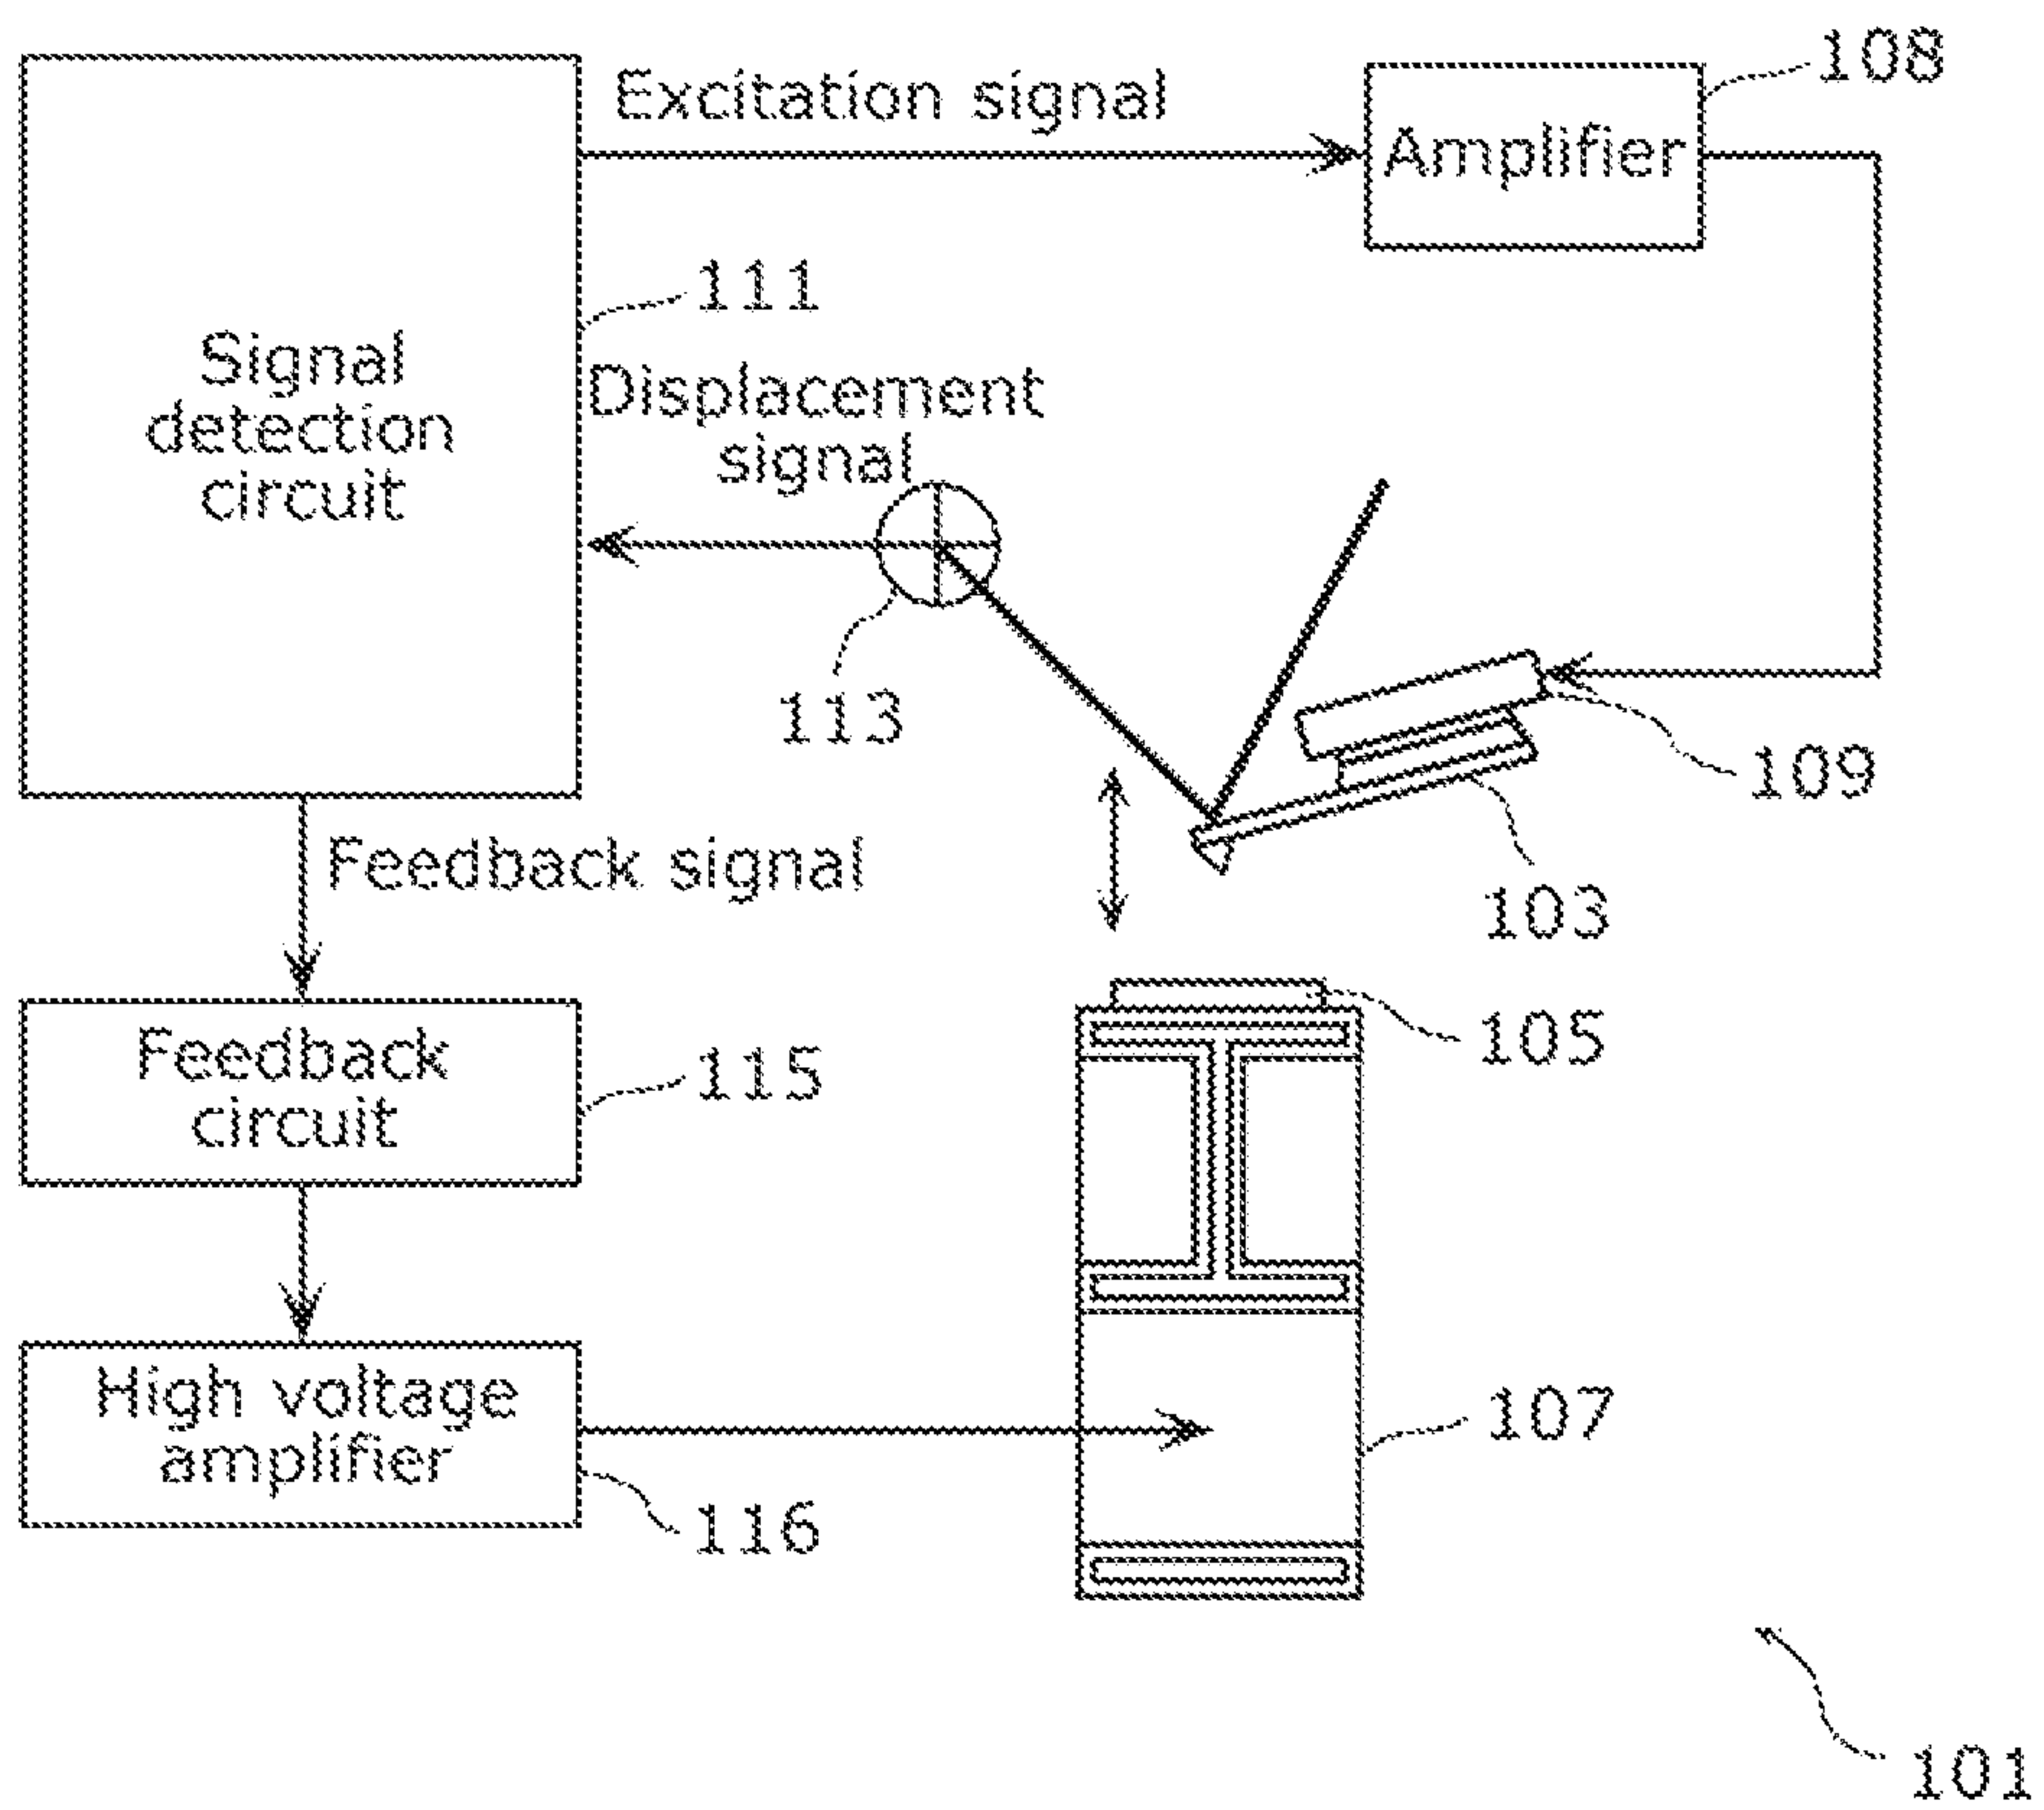 108
Excitation signal
Amplifier
111
Signal
detection
circuit
Displacement
signal
113
109
Feedback signal
103
105
Feedback
circuit
115
High voltage
amplifier
107
116
101